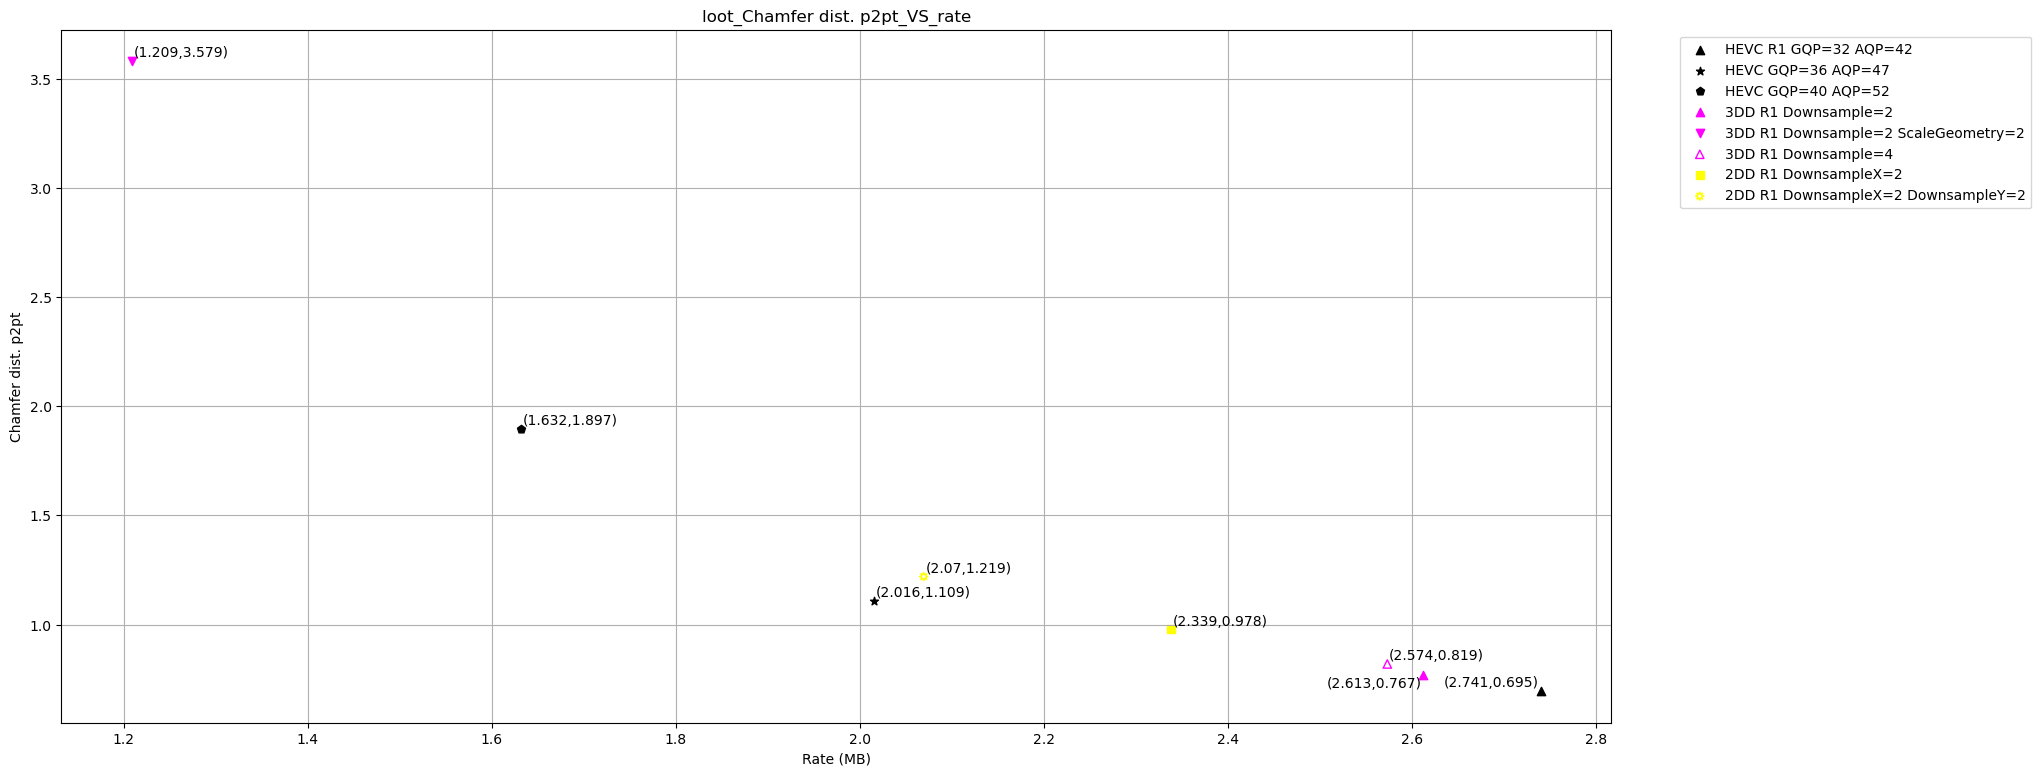 loot_Chamfer dist. p2pt_VS_rate
(1.209,3.579)
(1.632,1.897)
(2.07,1.219)
(2.016,1.109)
(2.339,0.978)
(2.574,0.819)
(2.613,0.767)
(2.741,0.695)
3.5
3.0
2.5
2.0
1.5
1.0
Chamfer dist. p2pt
1.2 1.4 1.6 1.8 2.0 2.2 2.4 2.6 2.8
Rate (MB)
HEVC R1 GQP=32 AQP=42
HEVC GQP=36 AQP=47
HEVC GQP=40 AQP=52
3DD R1 Downsample=2
3DD R1 Downsample=2 ScaleGeometry=2
3DD R1 Downsample=4
2DD R1 DownsampleX=2
2DD R1 DownsampleX=2 DownsampleY=2